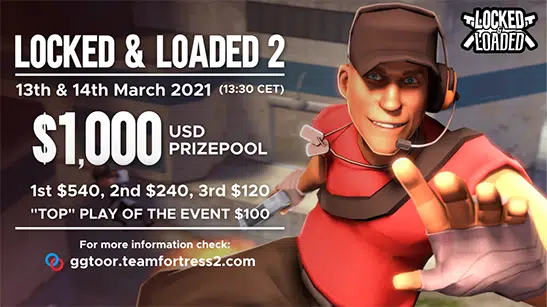 LOCKED & LOADED 2
13th & 14th March 2021 (13:30 CET)
$1,000 USD
PRIZEPOOL
1st $540, 2nd $240, 3rd $120
"TOP" PLAY OF THE EVENT $100
For more information check:
ggtoor.teamfortress2.com
LOCKED
LOADED